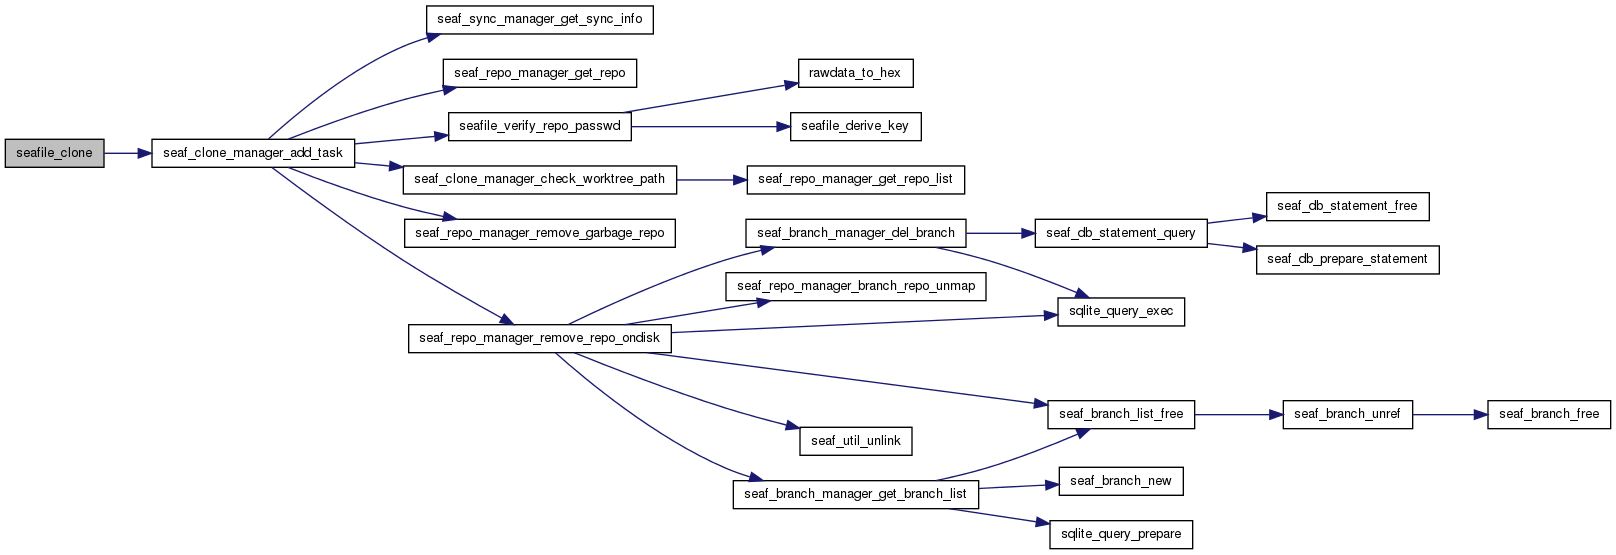 seaf_sync_manager_get_sync_info
seaf_repo_manager_get_repo
rawdata_to_hex
seafile_verify_repo_passwd
seafile_derive_key
seafile_clone
seaf_clone_manager_add_task
seaf_clone_manager_check_worktree_path
seaf_repo_manager_get_repo_list
seaf_repo_manager_remove_garbage_repo
seaf_branch_manager_del_branch
seaf_db_statement_query
seaf_db_statement_free
seaf_db_prepare_statement
seaf_repo_manager_branch_repo_unmap
sqlite_query_exec
seaf_repo_manager_remove_repo_ondisk
seaf_branch_list_free
seaf_branch_unref
seaf_branch_free
seaf_util_unlink
seaf_branch_manager_get_branch_list
seaf_branch_new
sqlite_query_prepare